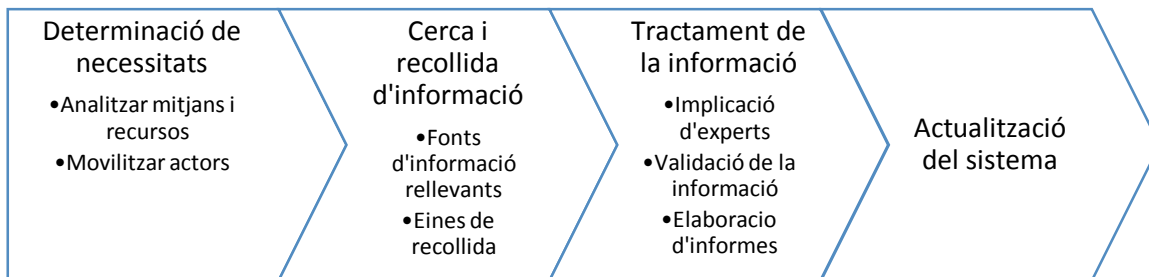 Determinació de
necessitats
•Analitzar mitjans i
recursos
•Movilitzar actors
Cerca i
recollida
d'informació
•Fonts
d'informació
rellevants
•Eines de
recollida
Tractament de
la informació
•Implicació
d'experts
•Validació de la
informació
•Elaboracio
d'informes
Actualització
del sistema